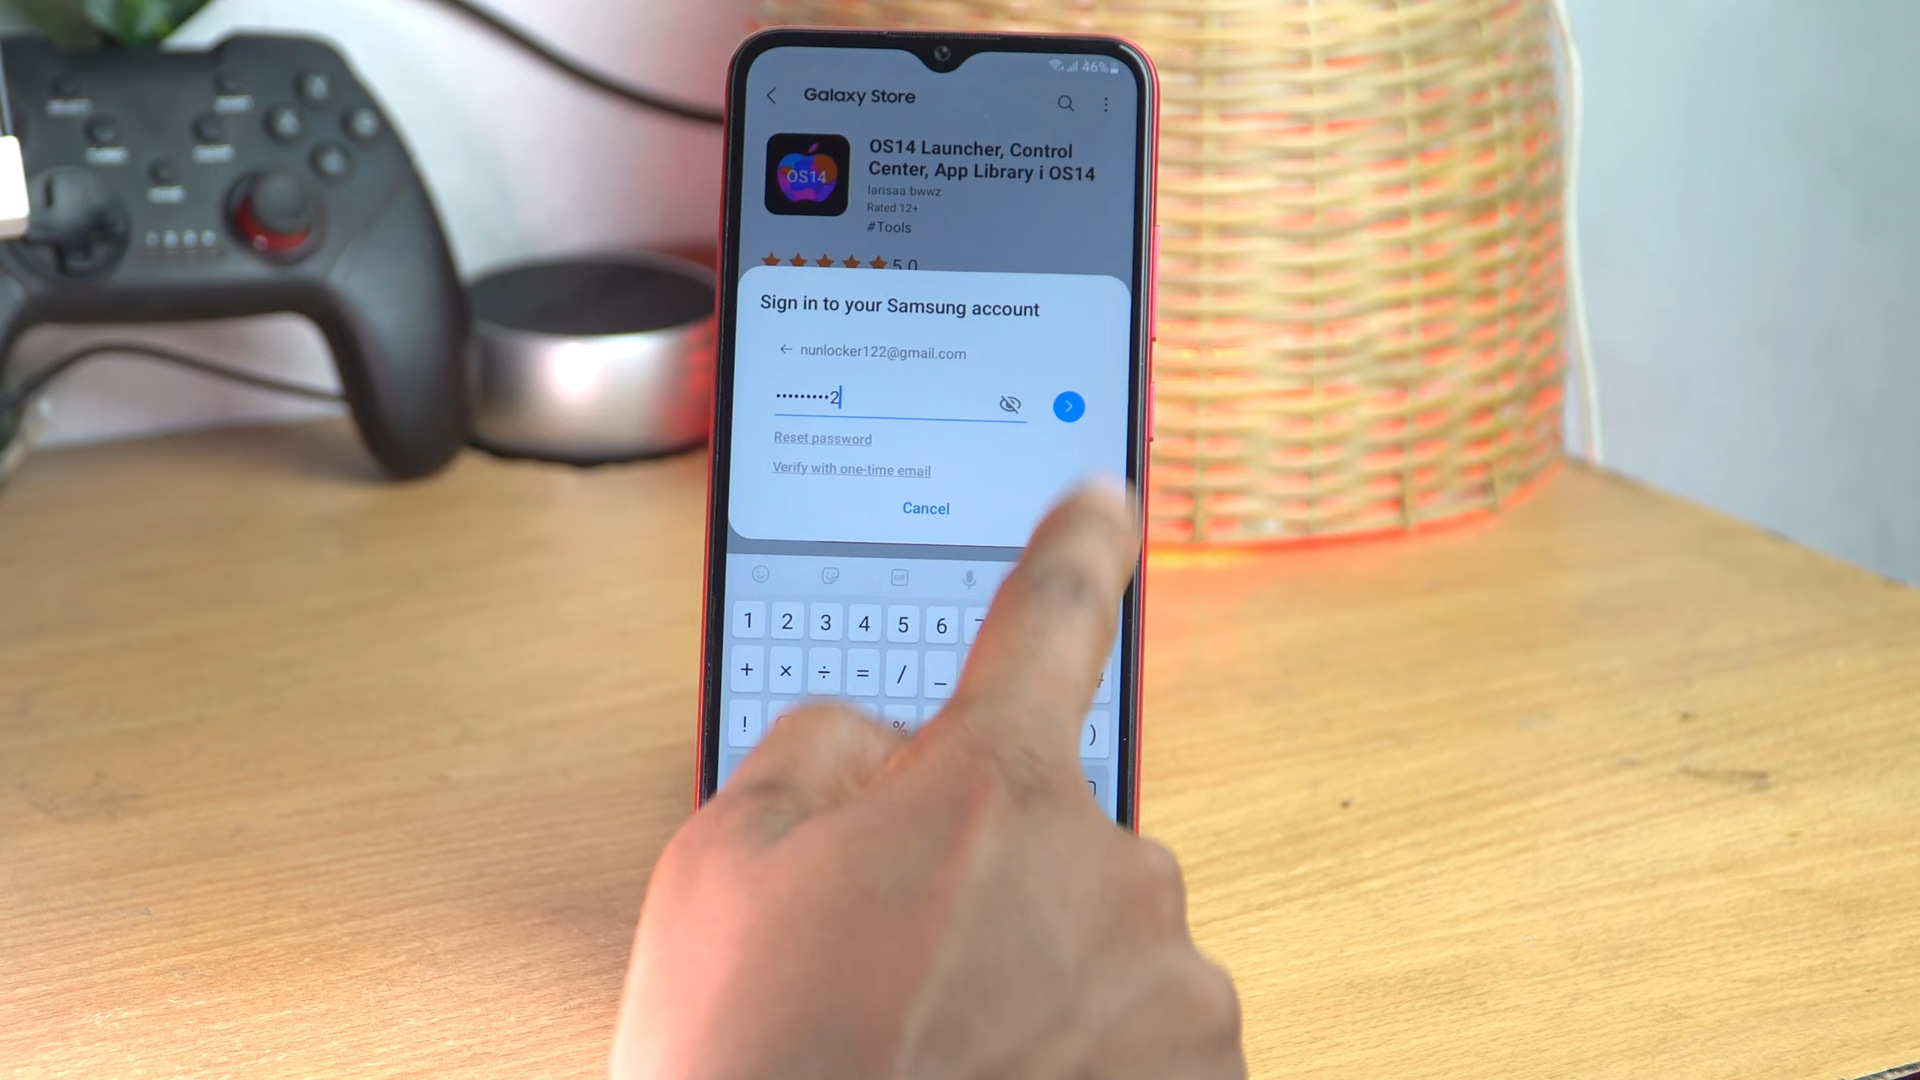 46%
Galaxy Store
OS14
OS14 Launcher, Control
Center, App Library i OS14
larisaa bwwz
Rated 12+
#Tools
5.0
Sign in to your Samsung account
nunlocker122@gmail.com
•••••••••2
Reset password
Verify with one-time email
Cancel
GIF
1 2 3 4 5 6 7
+ × ÷ = / _
! % )